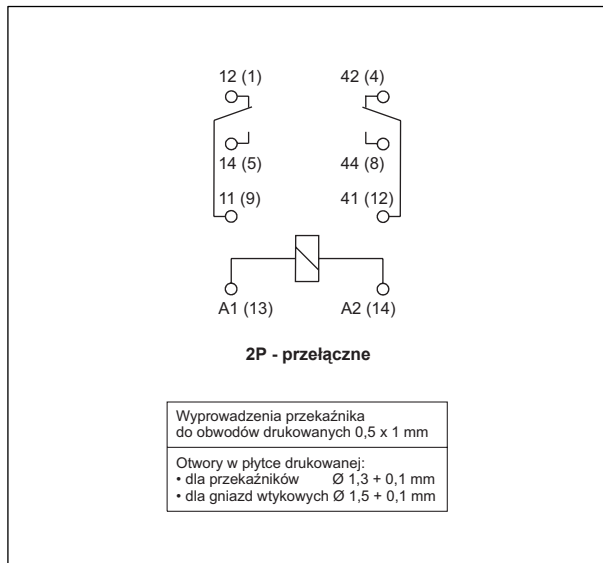 12 (1)
42 (4)
14 (5)
44 (8)
11 (9)
41 (12)
A1 (13)
A2 (14)
2P - przełączne
Wyprowadzenia przekaźnika
do obwodów drukowanych 0,5 x 1 mm
Otwory w płytce drukowanej:
• dla przekaźników Ø 1,3 + 0,1 mm
• dla gniazd wtykowych Ø 1,5 + 0,1 mm